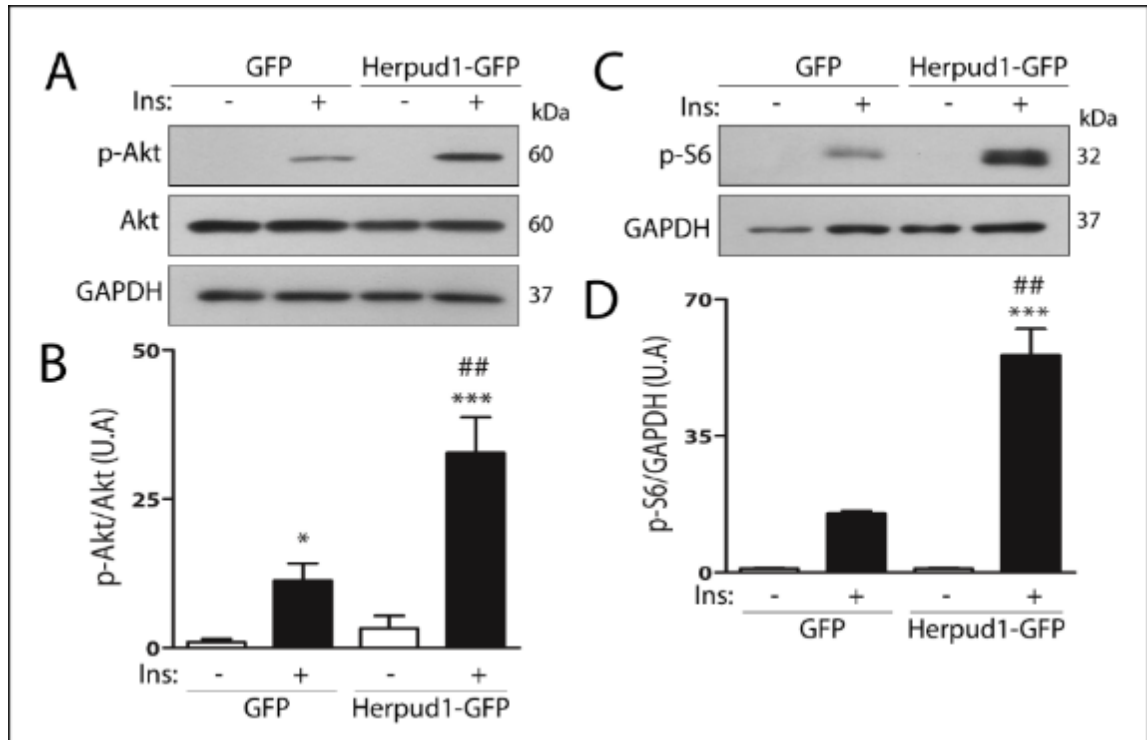 A
GFP Herpud1-GFP
Ins: - + - + kDa
p-Akt 60
Akt 60
GAPDH 37
B
50
25
0
p-Akt/Akt (U.A)
*
##
***
Ins: - + - +
GFP Herpud1-GFP
C
GFP Herpud1-GFP
Ins: - + - + kDa
p-S6 32
GAPDH 37
D
70
35
0
p-S6/GAPDH (U.A)
##
***
Ins: - + - +
GFP Herpud1-GFP